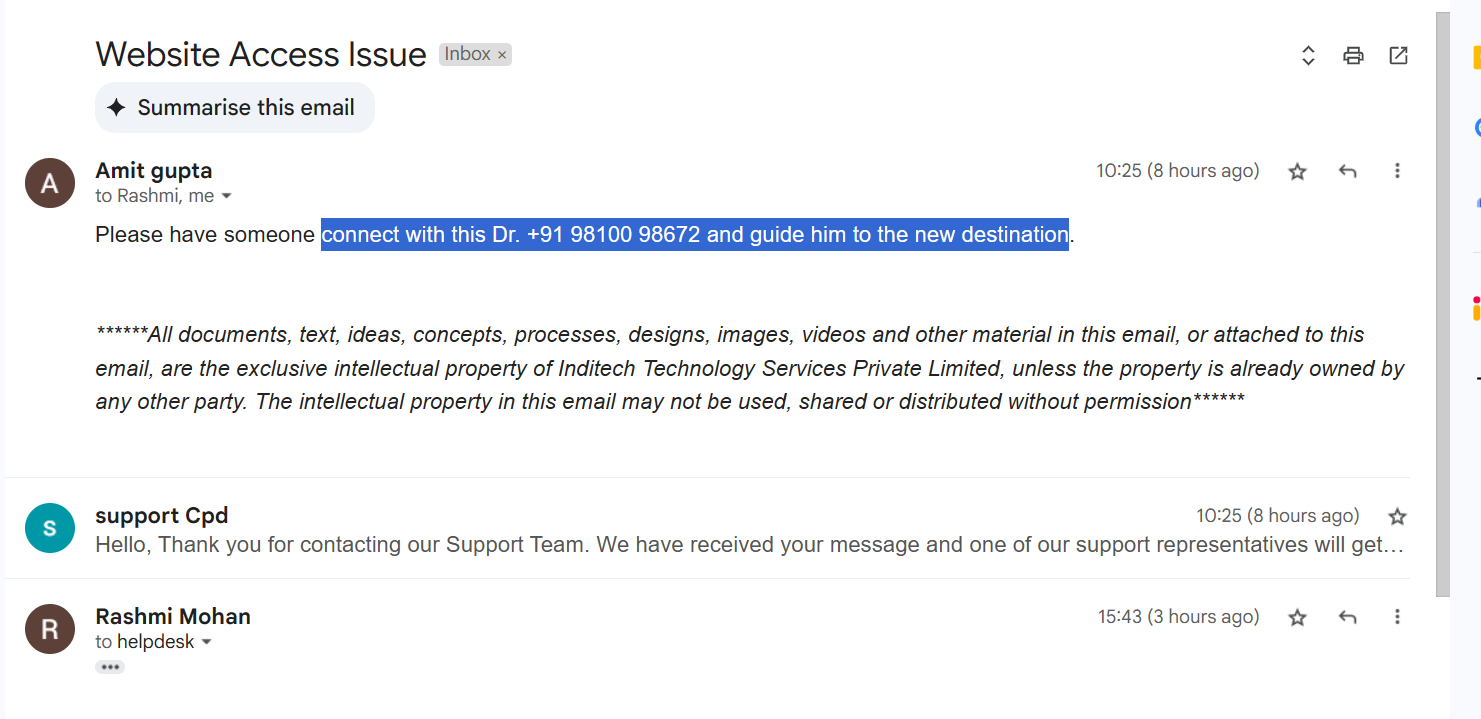 Website Access Issue Inbox ×
Summarise this email
A
Amit gupta
10:25 (8 hours ago)
to Rashmi, me
Please have someone connect with this Dr. +91 98100 98672 and guide him to the new destination.
******All documents, text, ideas, concepts, processes, designs, images, videos and other material in this email, or attached to this
email, are the exclusive intellectual property of Inditech Technology Services Private Limited, unless the property is already owned by
any other party. The intellectual property in this email may not be used, shared or distributed without permission******
s
support Cpd
10:25 (8 hours ago)
Hello, Thank you for contacting our Support Team. We have received your message and one of our support representatives will get…
R
Rashmi Mohan
15:43 (3 hours ago)
to helpdesk